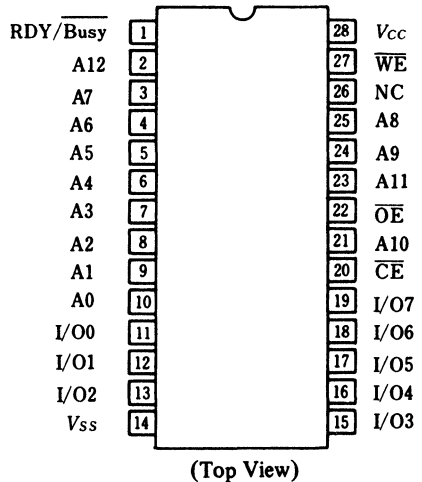 RDY/Busy 1 28 Vcc
A12 2 27 WE
A7 3 26 NC
A6 4 25 A8
A5 5 24 A9
A4 6 23 A11
A3 7 22 OE
A2 8 21 A10
A1 9 20 CE
A0 10 19 I/O7
I/O0 11 18 I/O6
I/O1 12 17 I/O5
I/O2 13 16 I/O4
Vss 14 15 I/O3
(Top View)